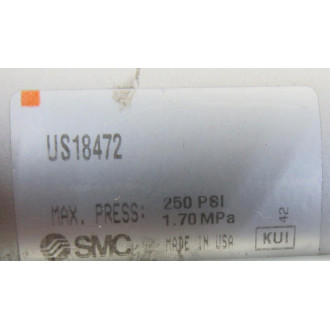 US18472
MAX. PRESS: 250 PSI
1.70 MPa
SMC MADE IN USA
KUI
42